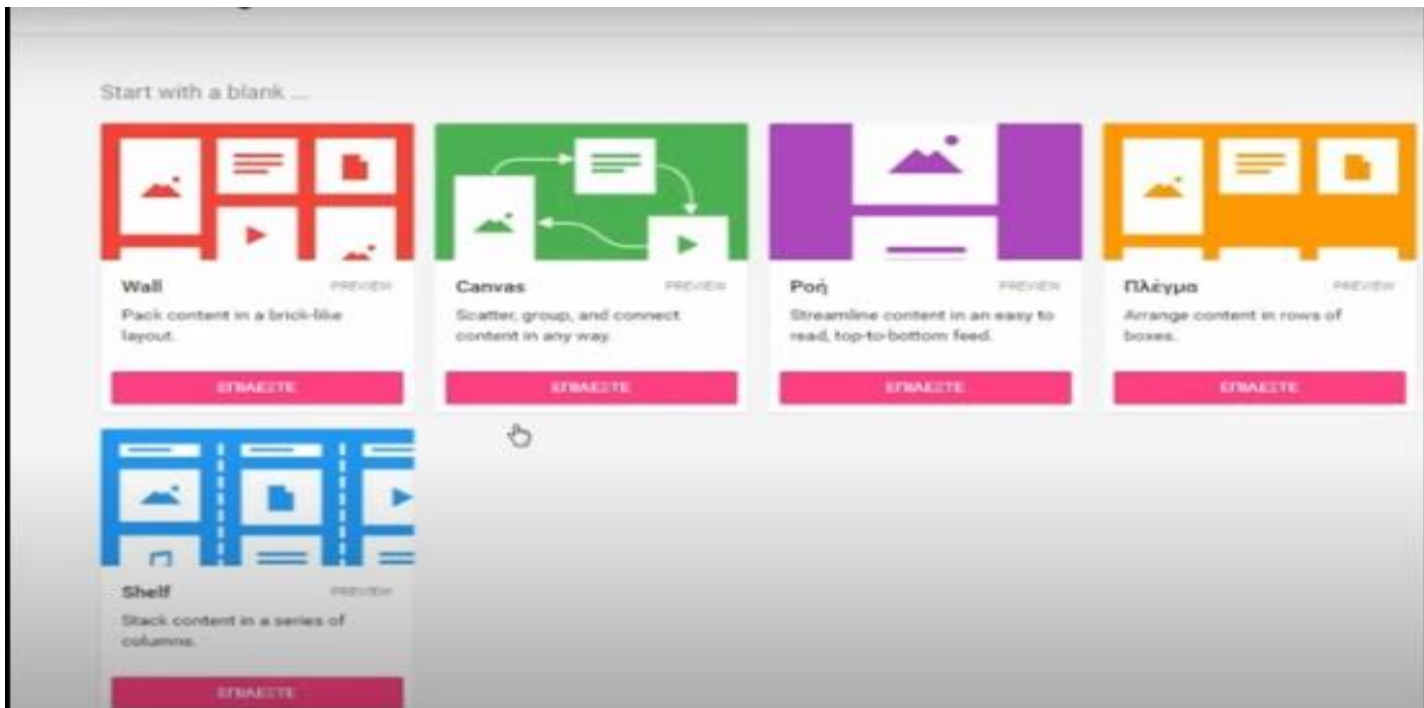 Start with a blank ...
Wall PREVIEW
Pack content in a brick-like
layout.
ΕΠΙΛΕΞΤΕ
Canvas PREVIEW
Scatter, group, and connect
content in any way.
ΕΠΙΛΕΞΤΕ
Ροή PREVIEW
Streamline content in an easy to
read, top-to-bottom feed.
ΕΠΙΛΕΞΤΕ
Πλέγμα PREVIEW
Arrange content in rows of
boxes.
ΕΠΙΛΕΞΤΕ
Shelf PREVIEW
Stack content in a series of
columns.
ΕΠΙΛΕΞΤΕ